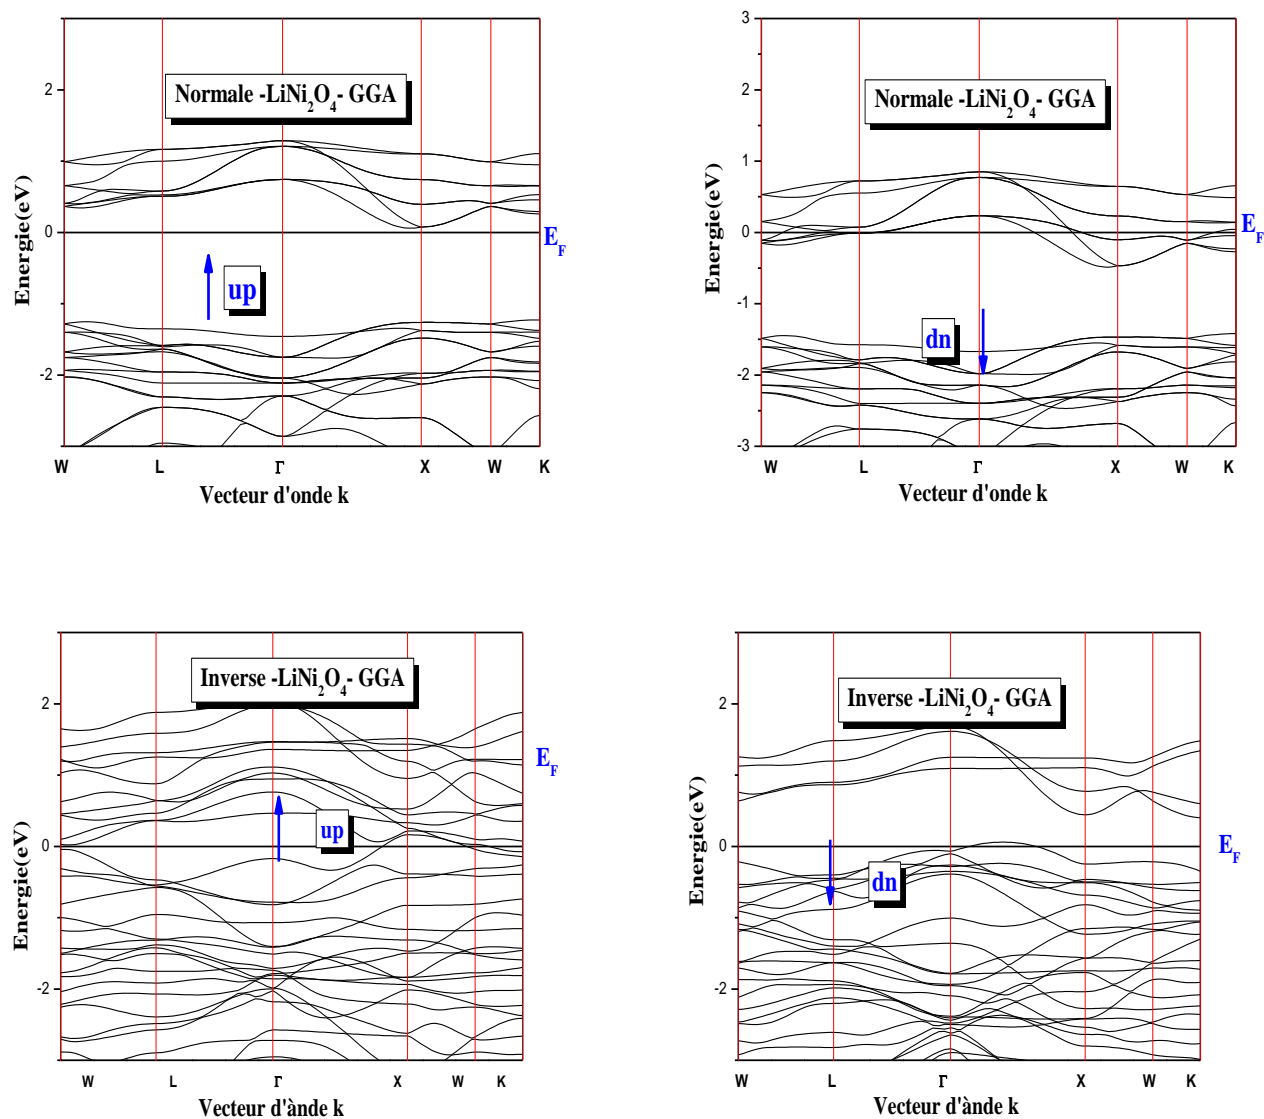 3
2
Normale -LiNi2O4- GGA
Normale -LiNi2O4- GGA
2
1
Energie(eV)
Energie(eV)
0
EF
0
EF
up
-1
dn
-2
-2
-3
W L Γ X W K
W L Γ X W K
Vecteur d'onde k
Vecteur d'onde k
Inverse -LiNi2O4- GGA
Inverse -LiNi2O4- GGA
2
2
EF
Energie(eV)
Energie(eV)
up
0
0
EF
dn
-2
-2
W L Γ X W K
W L Γ X W K
Vecteur d'ànde k
Vecteur d'ànde k